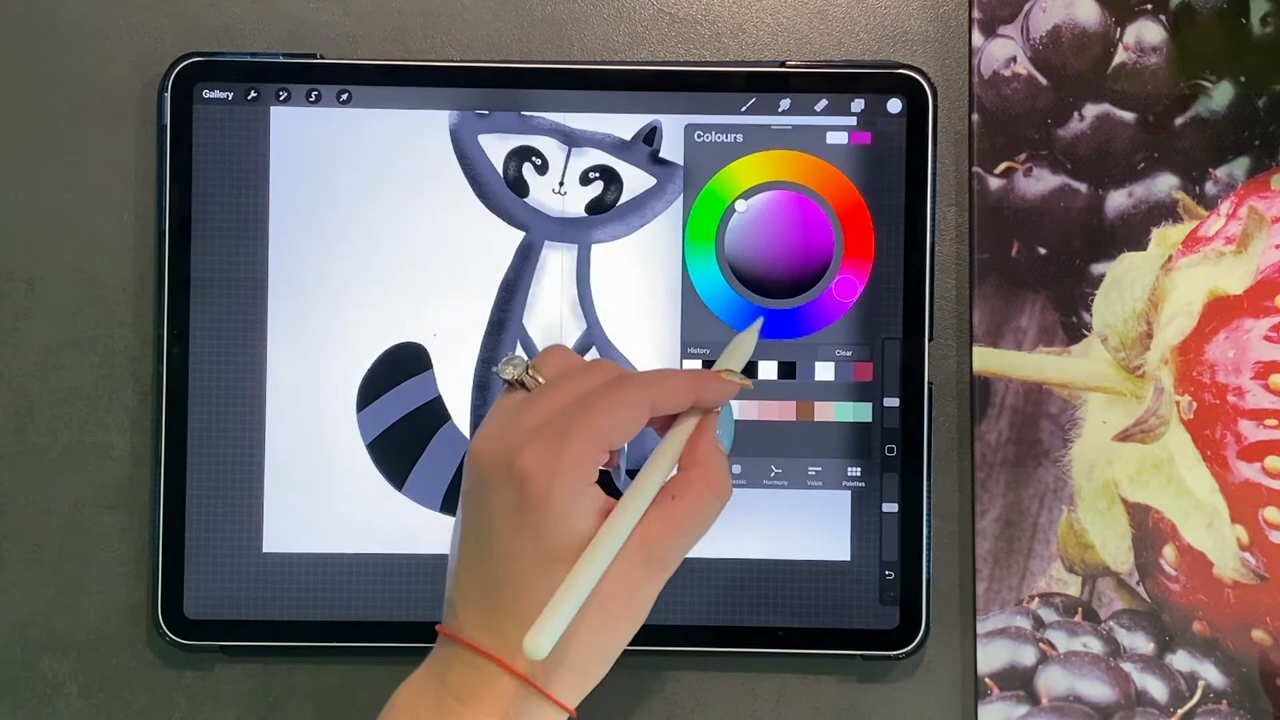 Gallery
Colours
History
Clear
Harmony
Value
Palettes